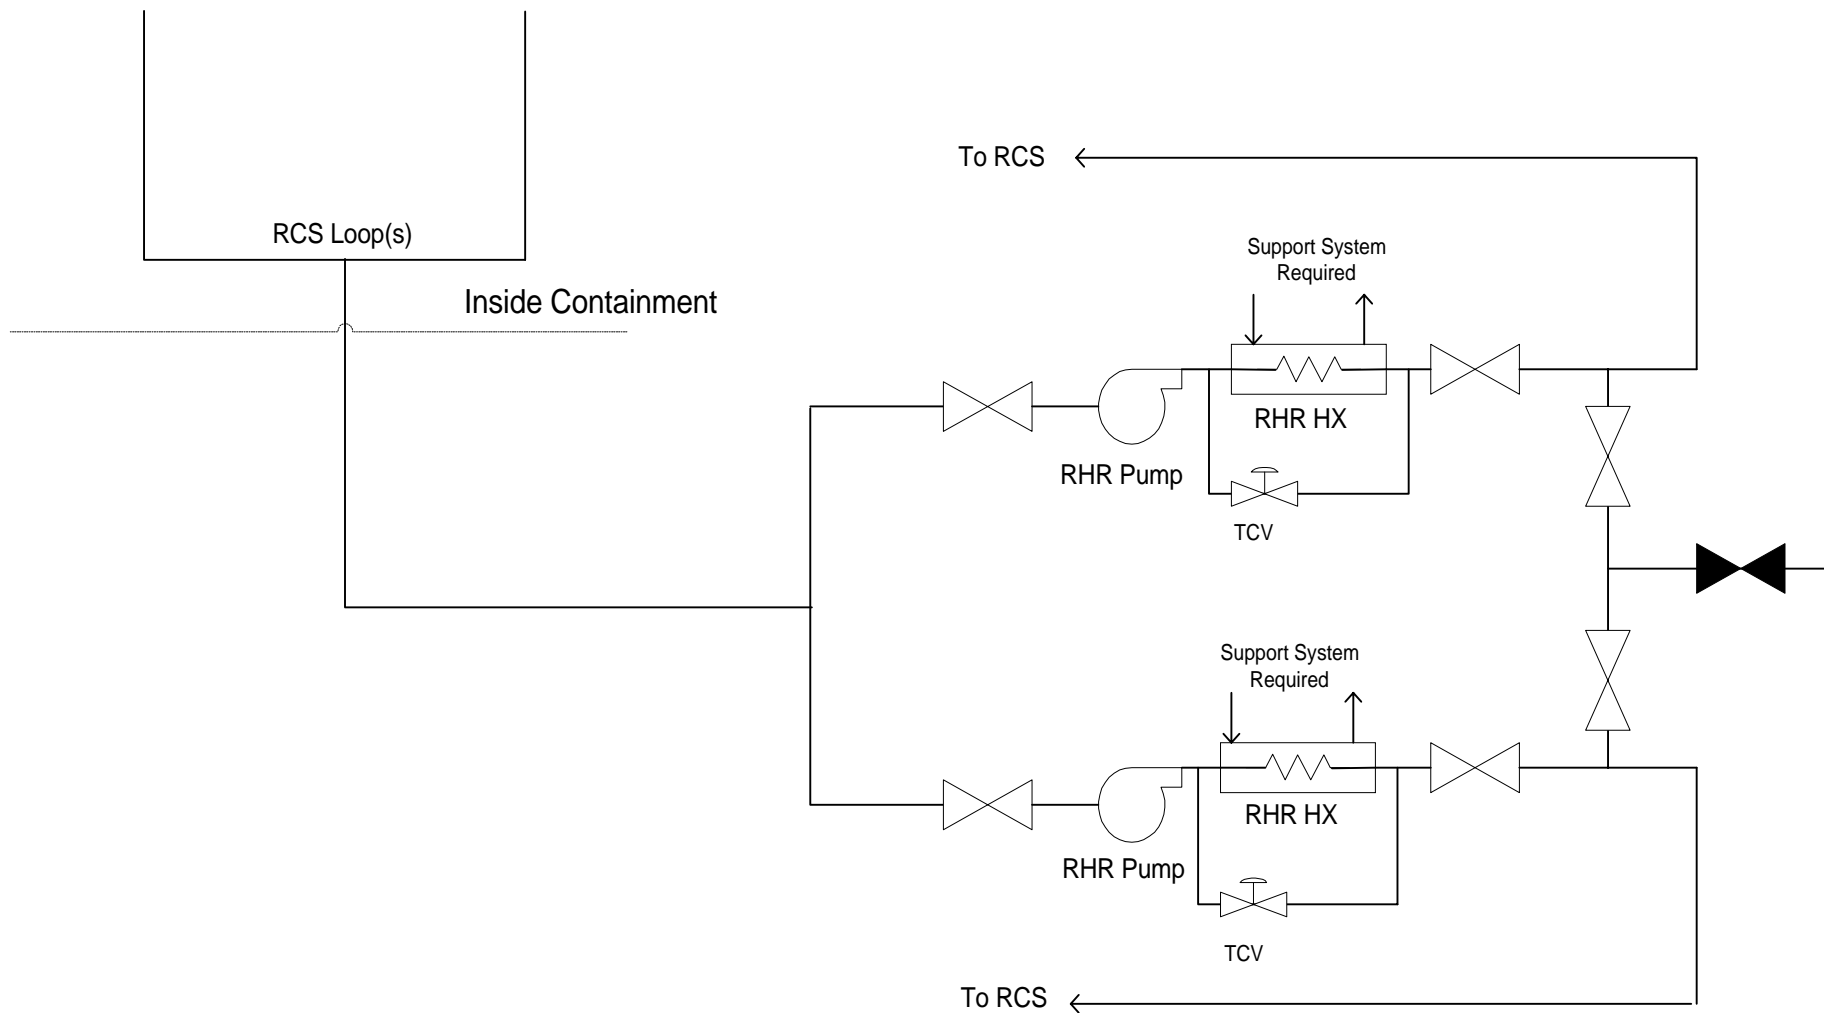 To RCS
RCS Loop(s)
Support System
Required
Inside Containment
RHR HX
RHR Pump
TCV
Support System
Required
RHR HX
RHR Pump
TCV
To RCS